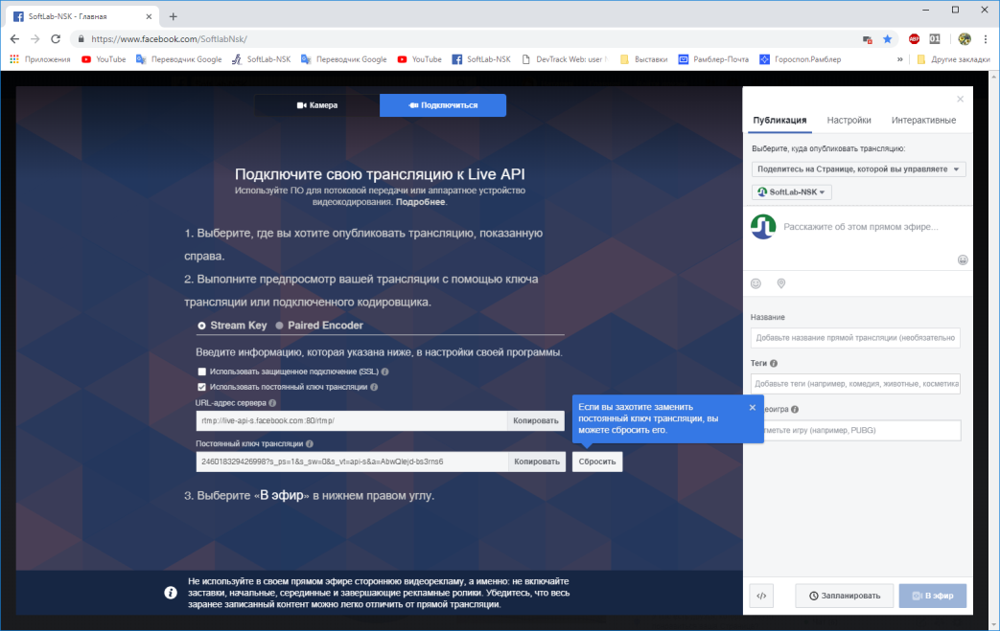 SoftLab-NSK - Главная
https://www.facebook.com/SoftlabNsk/
Приложения YouTube Переводчик Google SoftLab-NSK Переводчик Google YouTube SoftLab-NSK DevTrack Web: user Выставки Рамблер-Почта Гороспоп.Рамблер » Другие закладки
Камера Подключиться
Подключите свою трансляцию к Live API
Используйте ПО для потоковой передачи или аппаратное устройство
видеокодирования. Подробнее.
1. Выберите, где вы хотите опубликовать трансляцию, показанную
справа.
2. Выполните предпросмотр вашей трансляции с помощью ключа
трансляции или подключенного кодировщика.
Stream Key Paired Encoder
Введите информацию, которая указана ниже, в настройки своей программы.
Использовать защищенное подключение (SSL)
Использовать постоянный ключ трансляции
URL-адрес сервера
rtmp://live-api-s.facebook.com:80/rtmp/ Копировать
Постоянный ключ трансляции
246018329426998?s_ps=1&s_sw=0&s_vt=api-s&a=AbwQlejd-bs3rns6 Копировать Сбросить
Если вы захотите заменить
постоянный ключ трансляции, вы
можете сбросить его.
3. Выберите «В эфир» в нижнем правом углу.
Не используйте в своем прямом эфире стороннюю видеорекламу, а именно: не включайте
заставки, начальные, серединные и завершающие рекламные ролики. Убедитесь, что весь
заранее записанный контент можно легко отличить от прямой трансляции.
Публикация Настройки Интерактивные
Выберите, куда опубликовать трансляцию:
Поделитесь на Странице, которой вы управляете
SoftLab-NSK
Расскажите об этом прямом эфире...
Название
Добавьте название прямой трансляции (необязательно
Теги
Добавьте теги (например, комедия, животные, косметика
еоигра
тметьте игру (например, PUBG)
</> Запланировать В эфир